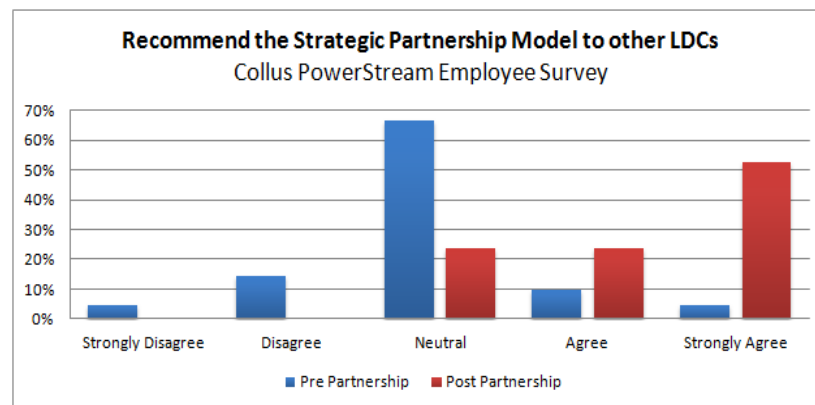 Recommend the Strategic Partnership Model to other LDCs
Collus PowerStream Employee Survey
70%
60%
50%
40%
30%
20%
10%
0%
Strongly Disagree Disagree Neutral Agree Strongly Agree
Pre Partnership Post Partnership